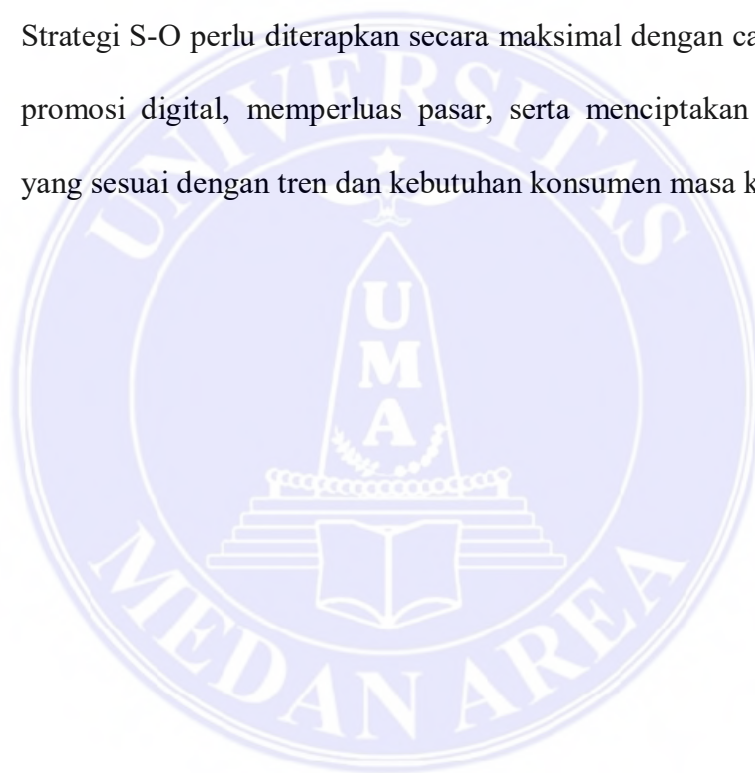 Strategi S-O perlu diterapkan secara maksimal dengan
promosi digital, memperluas pasar, serta menciptakan
yang sesuai dengan tren dan kebutuhan konsumen masa
UNIVERSITAS
U
M
A
MEDAN AREA